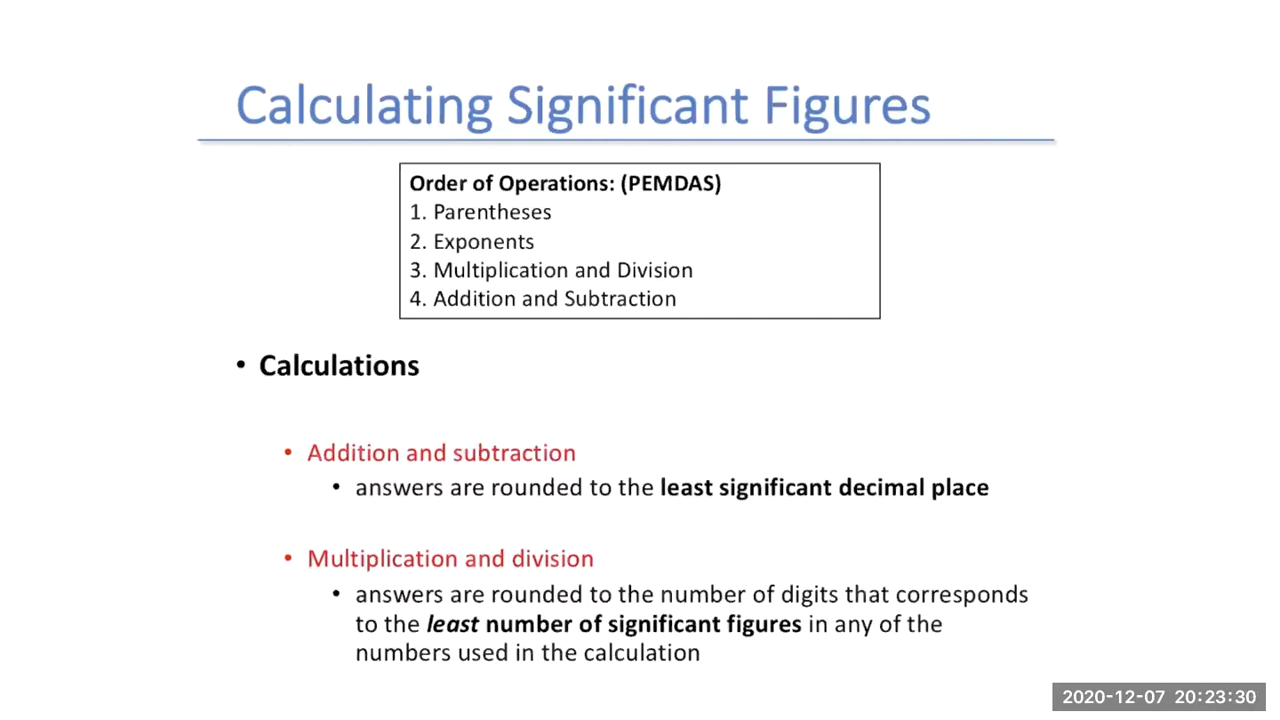 Calculating Significant Figures
Order of Operations: (PEMDAS)
1. Parentheses
2. Exponents
3. Multiplication and Division
4. Addition and Subtraction
• Calculations
• Addition and subtraction
• answers are rounded to the least significant decimal place
• Multiplication and division
• answers are rounded to the number of digits that corresponds
to the least number of significant figures in any of the
numbers used in the calculation
2020-12-07 20:23:30